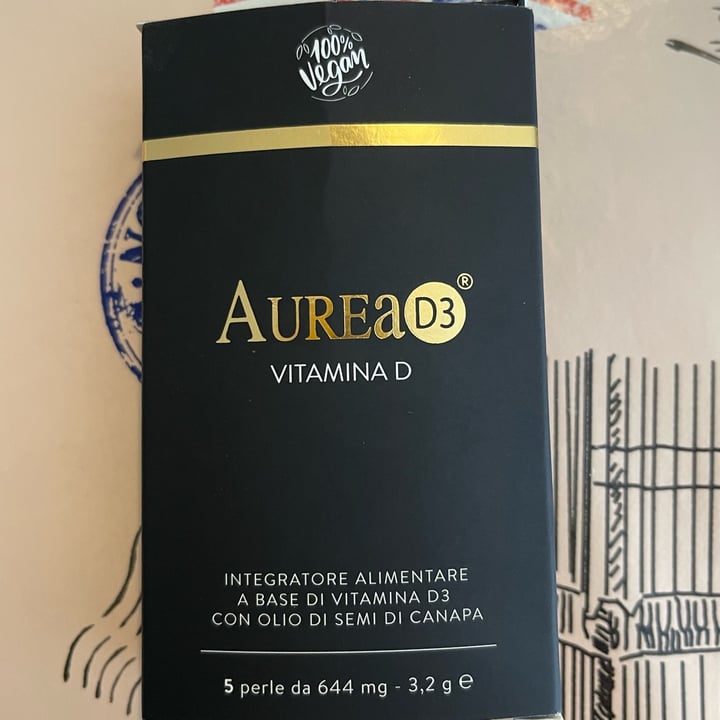 100%
Vegan
AUREa D3®
VITAMINA D
INTEGRATORE ALIMENTARE
A BASE DI VITAMINA D3
CON OLIO DI SEMI DI CANAPA
5 perle da 644 mg - 3,2 g e